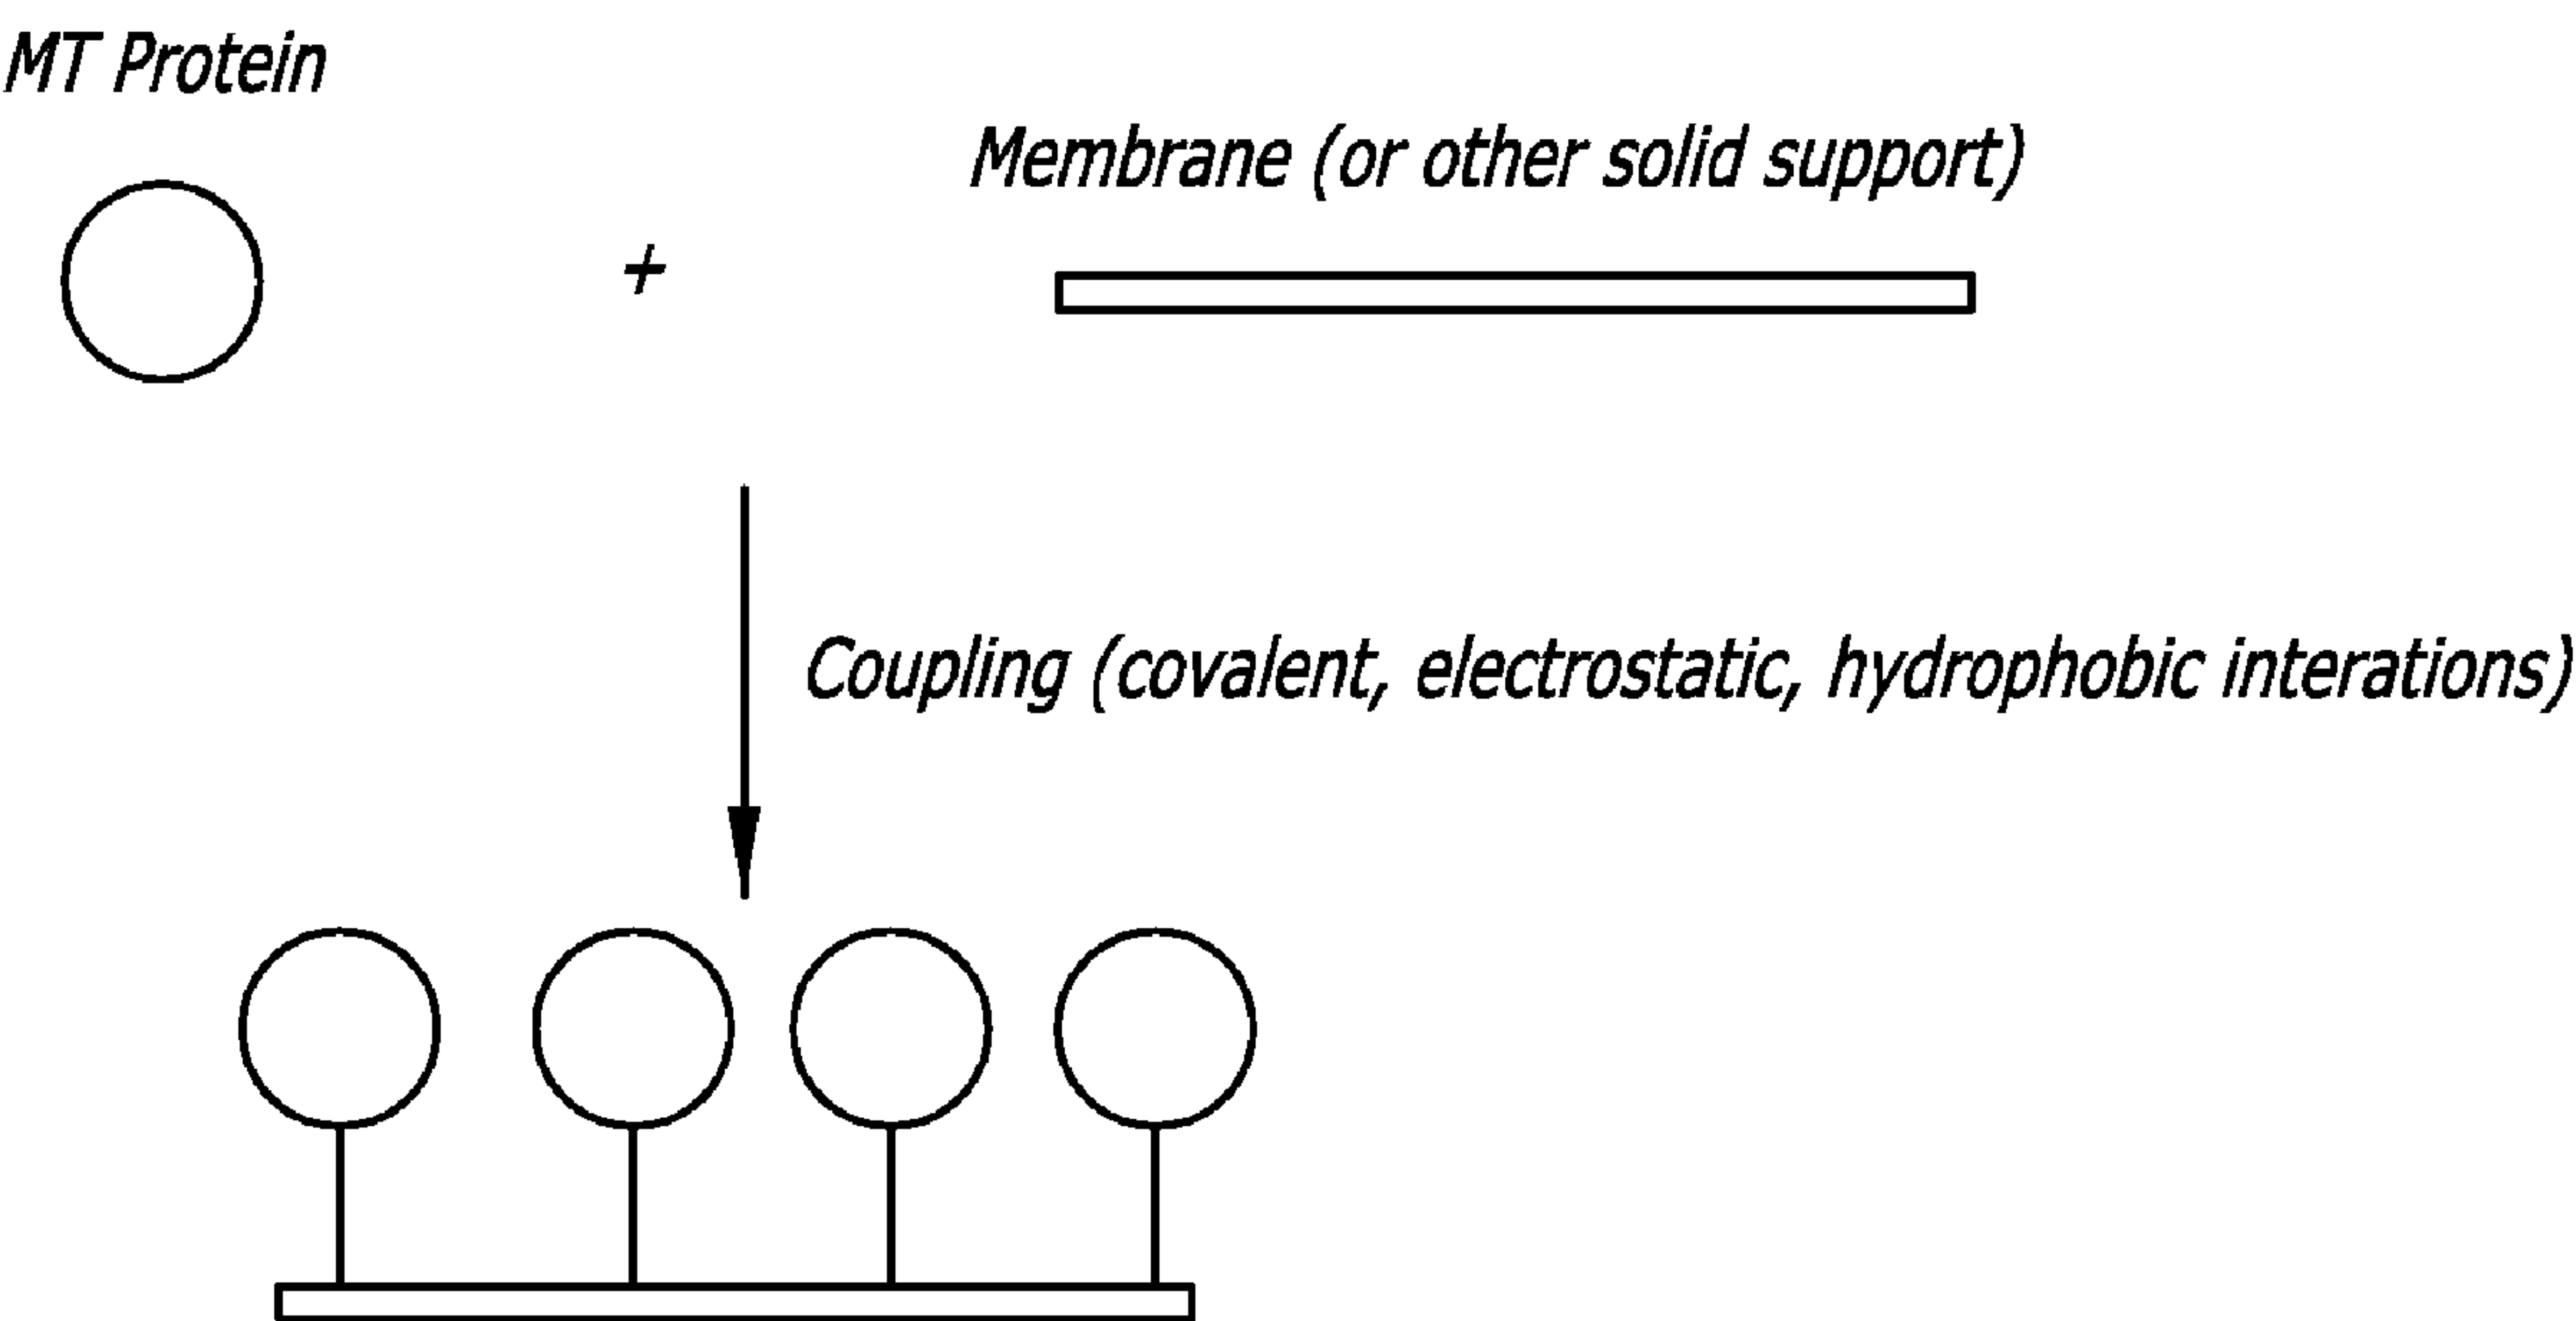 MT Protein
Membrane (or other solid support)
+
Coupling (covalent, electrostatic, hydrophobic interations)